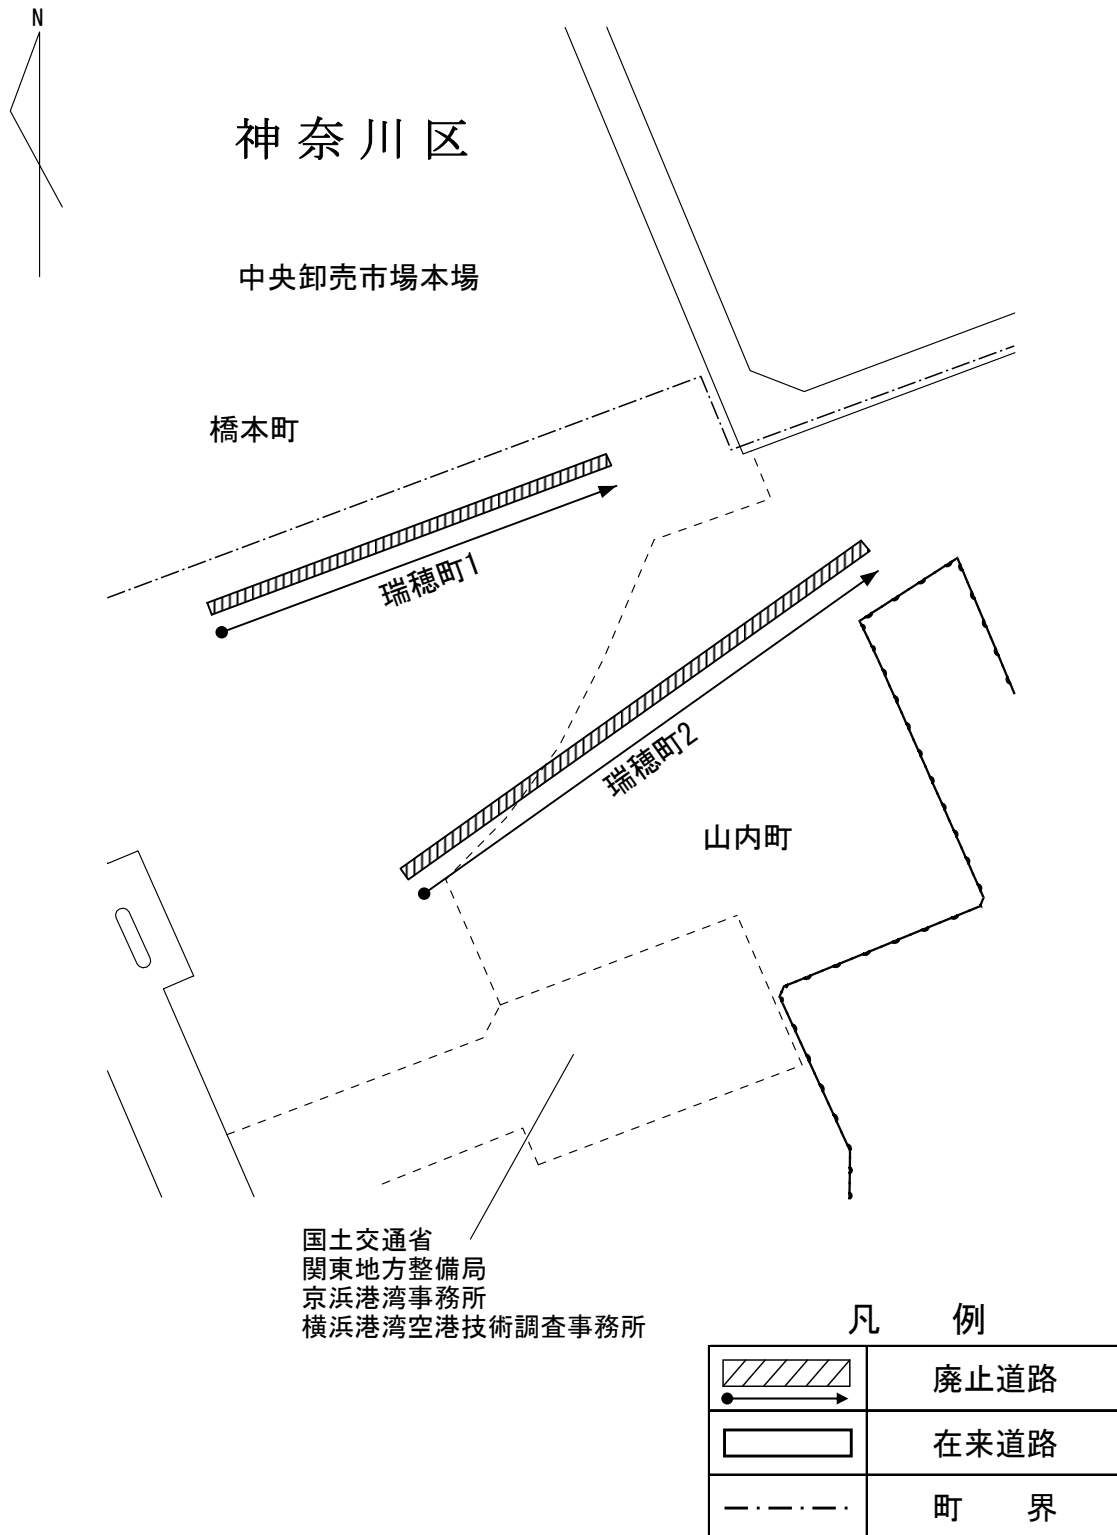 N
神奈川区
中央卸売市場本場
橋本町
瑞穂町1
瑞穂町2
山内町
国土交通省
関東地方整備局
京浜港湾事務所
横浜港湾空港技術調査事務所
凡 例
廃止道路
在来道路
町 界